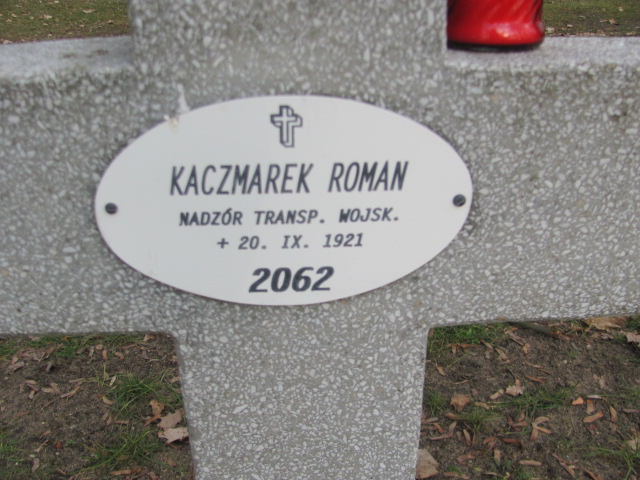 KACZMAREK ROMAN
NADZÓR TRANSP. WOJSK.
+ 20. IX. 1921
2062